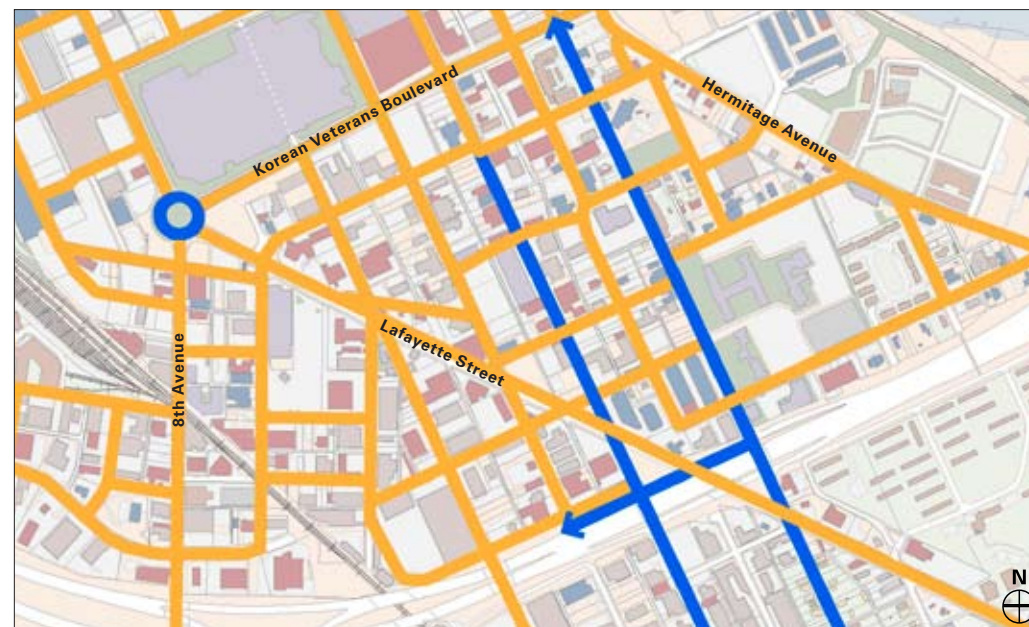 Korean Veterans Boulevard
Hermitage Avenue
8th Avenue
Lafayette Street
N